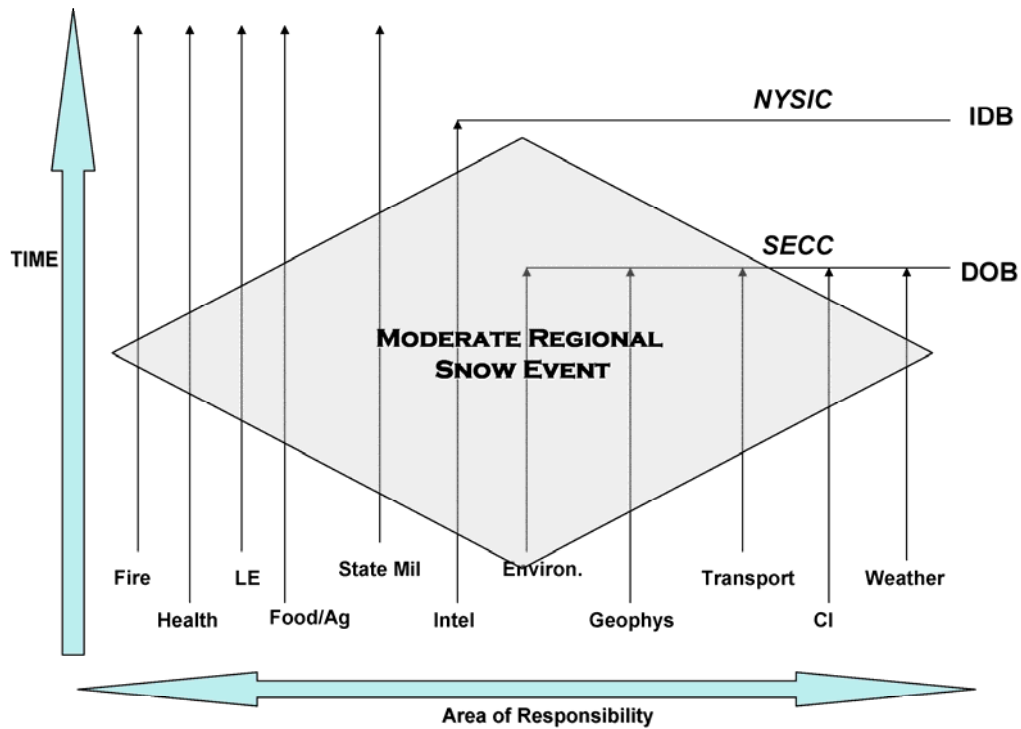 NYSIC
IDB
TIME
SECC
DOB
MODERATE REGIONAL
SNOW EVENT
Fire
LE
State Mil
Environ.
Transport
Weather
Health
Food/Ag
Intel
Geophys
CI
Area of Responsibility